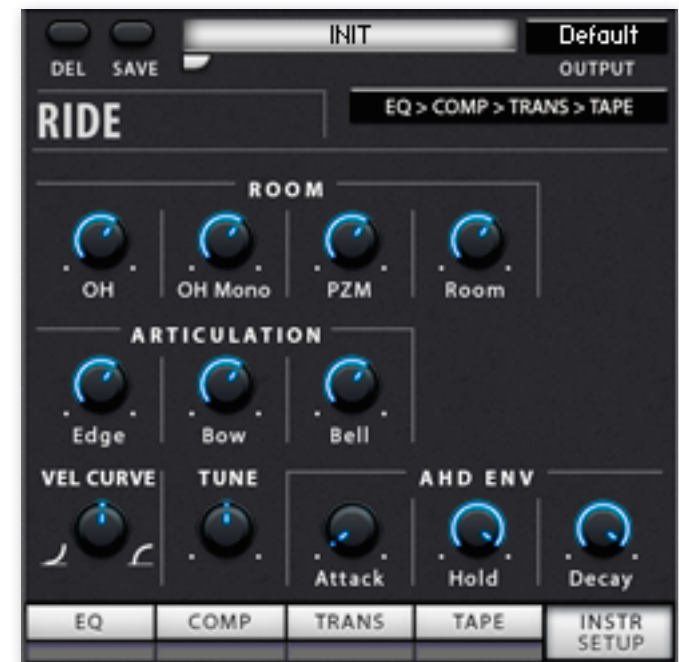 INIT
Default
DEL SAVE
OUTPUT
RIDE
EQ > COMP > TRANS > TAPE
ROOM
OH OH Mono PZM Room
ARTICULATION
Edge Bow Bell
VEL CURVE TUNE AHD ENV
Attack Hold Decay
EQ COMP TRANS TAPE INSTR SETUP